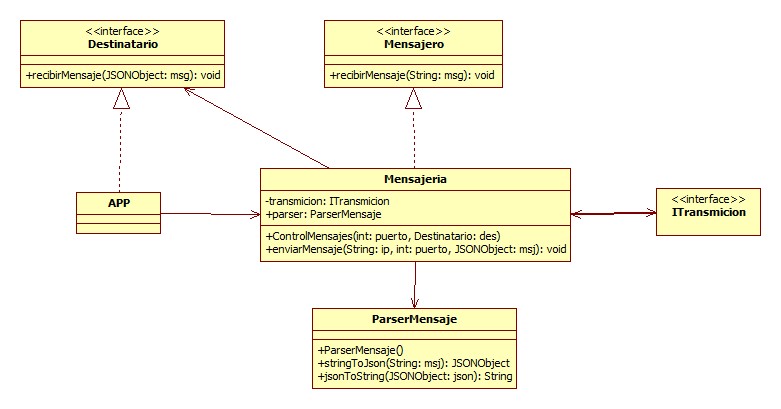 <<interface>>
Destinatario
+recibirMensaje(JSONObject: msg): void
<<interface>>
Mensajero
+recibirMensaje(String: msg): void
APP
Mensajeria
-transmicion: ITransmicion
+parser: ParserMensaje
+ControlMensajes(int: puerto, Destinatario: des)
+enviarMensaje(String: ip, int: puerto, JSONObject: msj): void
<<interface>>
ITransmicion
ParserMensaje
+ParserMensaje()
+stringToJson(String: msj): JSONObject
+jsonToString(JSONObject: json): String